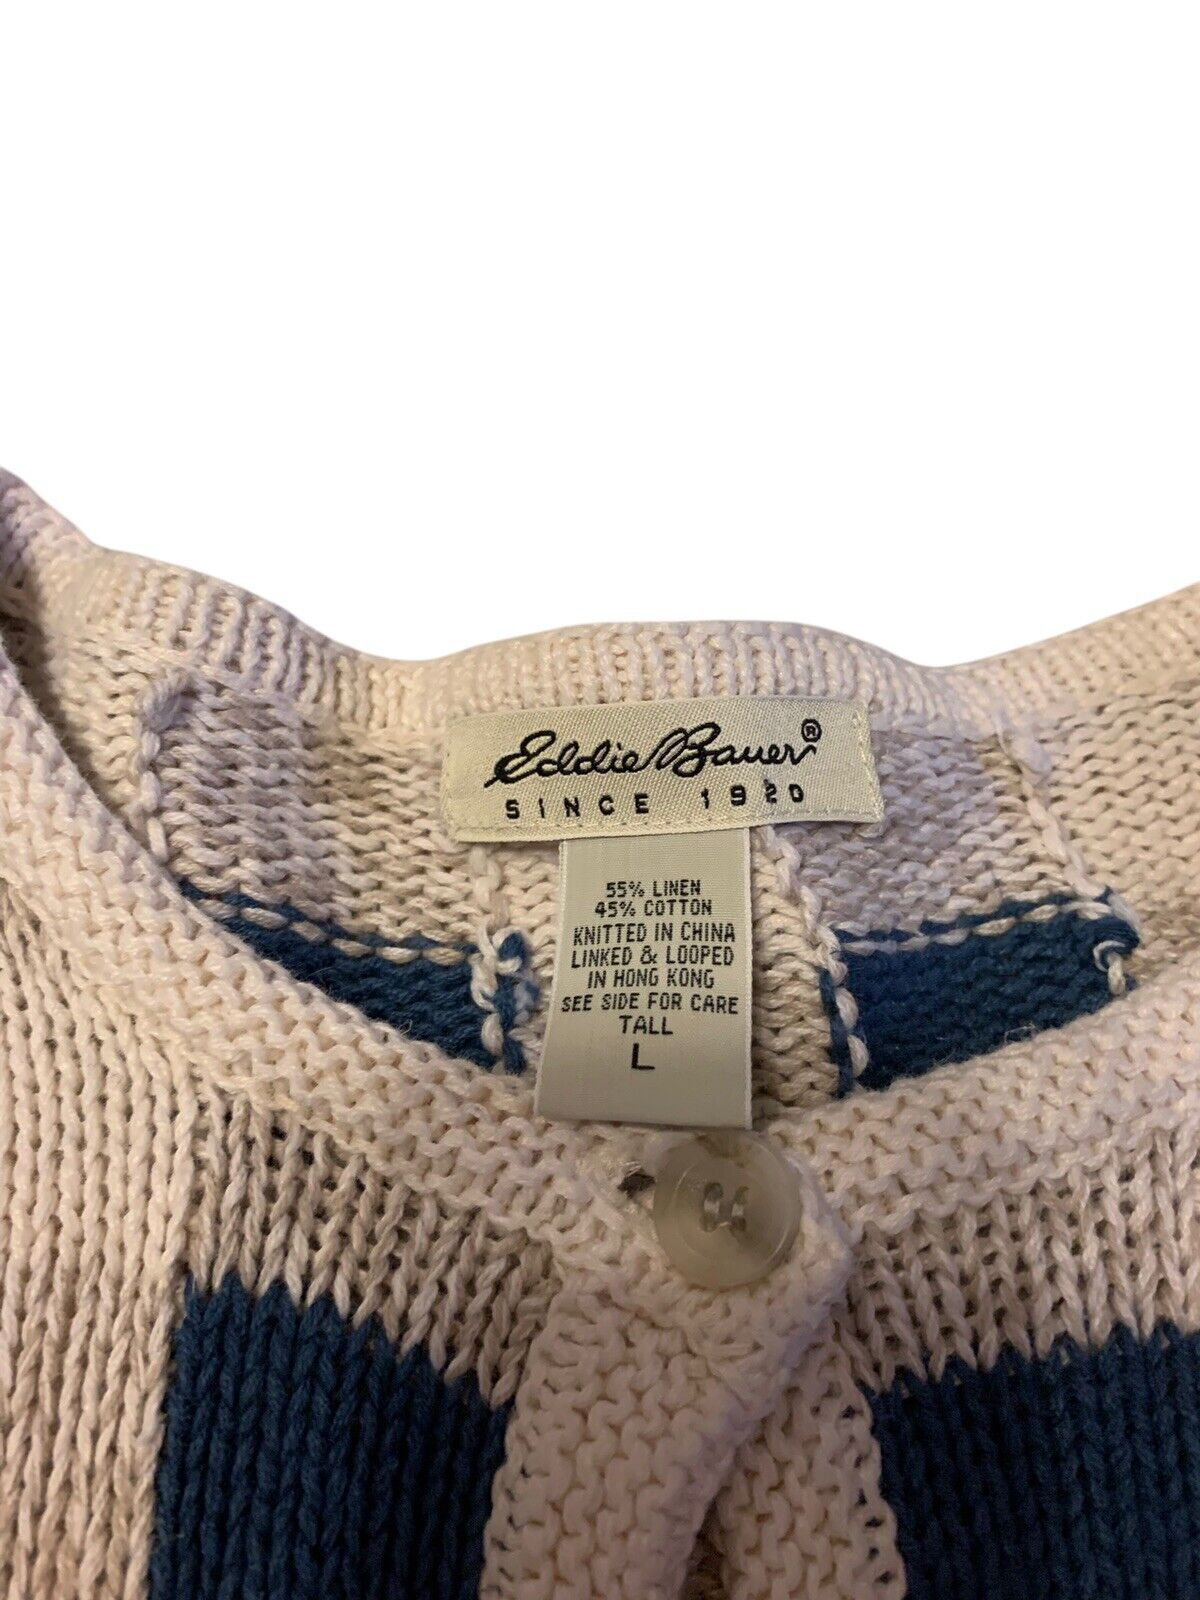 Eddie Bauer®
SINCE 1920
55% LINEN
45% COTTON
KNITTED IN CHINA
LINKED & LOOPED
IN HONG KONG
SEE SIDE FOR CARE
TALL
L